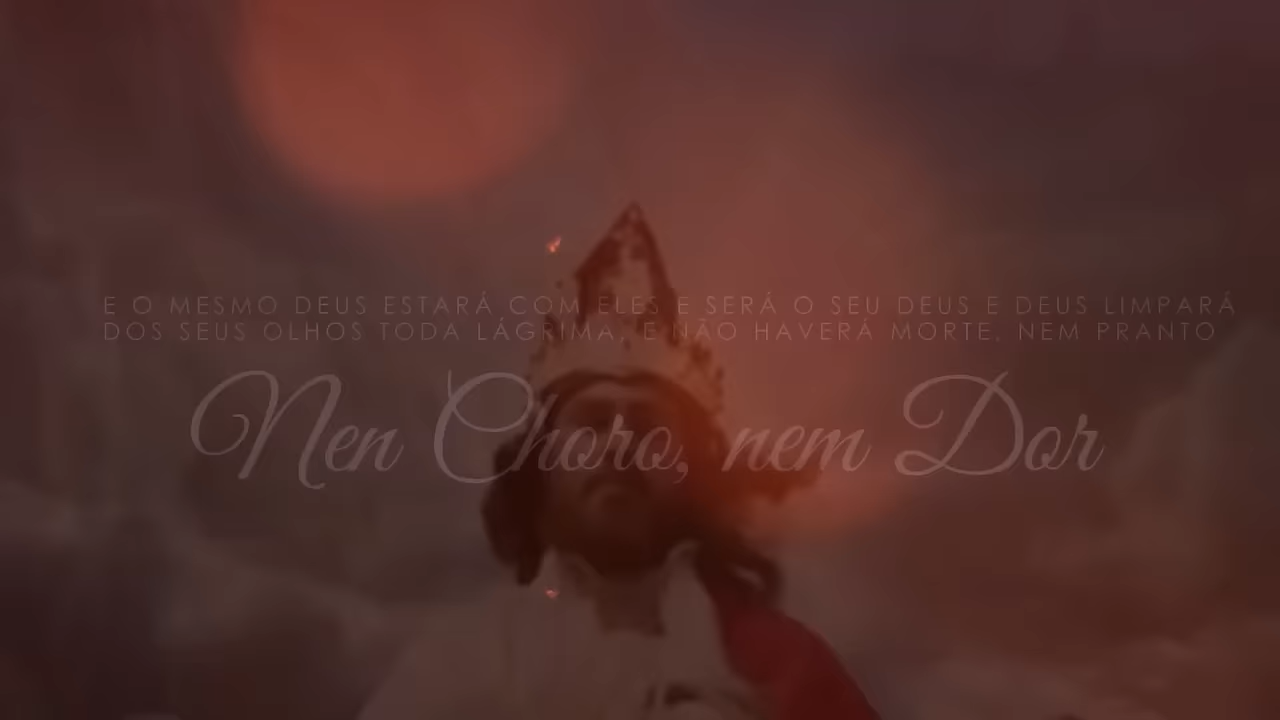 E O MESMO DEUS ESTARÁ COM ELES E SERÁ O SEU DEUS E DEUS LIMPARÁ
DOS SEUS OLHOS TODA LÁGRIMA, E NÃO HAVERÁ MORTE, NEM PRANTO
Nen Choro, nem Dor